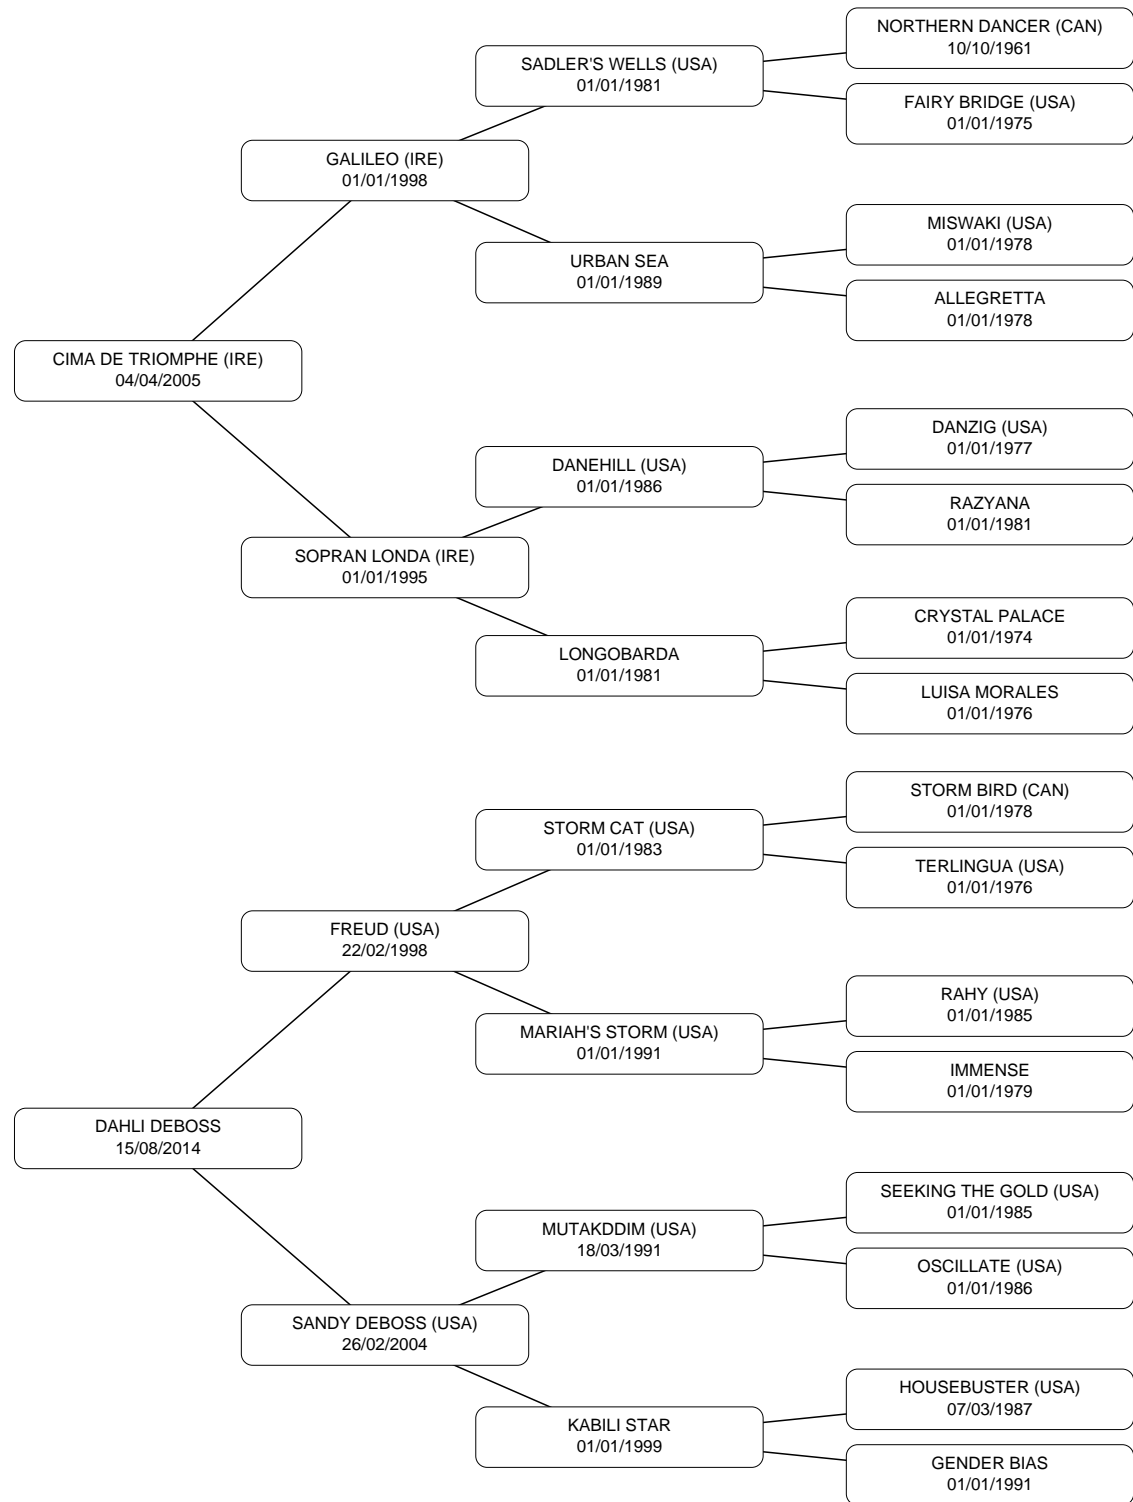 NORTHERN DANCER (CAN)
10/10/1961
SADLER'S WELLS (USA)
01/01/1981
FAIRY BRIDGE (USA)
01/01/1975
GALILEO (IRE)
01/01/1998
MISWAKI (USA)
01/01/1978
URBAN SEA
01/01/1989
ALLEGRETTA
01/01/1978
CIMA DE TRIOMPHE (IRE)
04/04/2005
DANZIG (USA)
01/01/1977
DANEHILL (USA)
01/01/1986
RAZYANA
01/01/1981
SOPRAN LONDA (IRE)
01/01/1995
CRYSTAL PALACE
01/01/1974
LONGOBARDA
01/01/1981
LUISA MORALES
01/01/1976
STORM BIRD (CAN)
01/01/1978
STORM CAT (USA)
01/01/1983
TERLINGUA (USA)
01/01/1976
FREUD (USA)
22/02/1998
RAHY (USA)
01/01/1985
MARIAH'S STORM (USA)
01/01/1991
IMMENSE
01/01/1979
DAHLI DEBOSS
15/08/2014
SEEKING THE GOLD (USA)
01/01/1985
MUTAKDDIM (USA)
18/03/1991
OSCILLATE (USA)
01/01/1986
SANDY DEBOSS (USA)
26/02/2004
HOUSEBUSTER (USA)
07/03/1987
KABILI STAR
01/01/1999
GENDER BIAS
01/01/1991